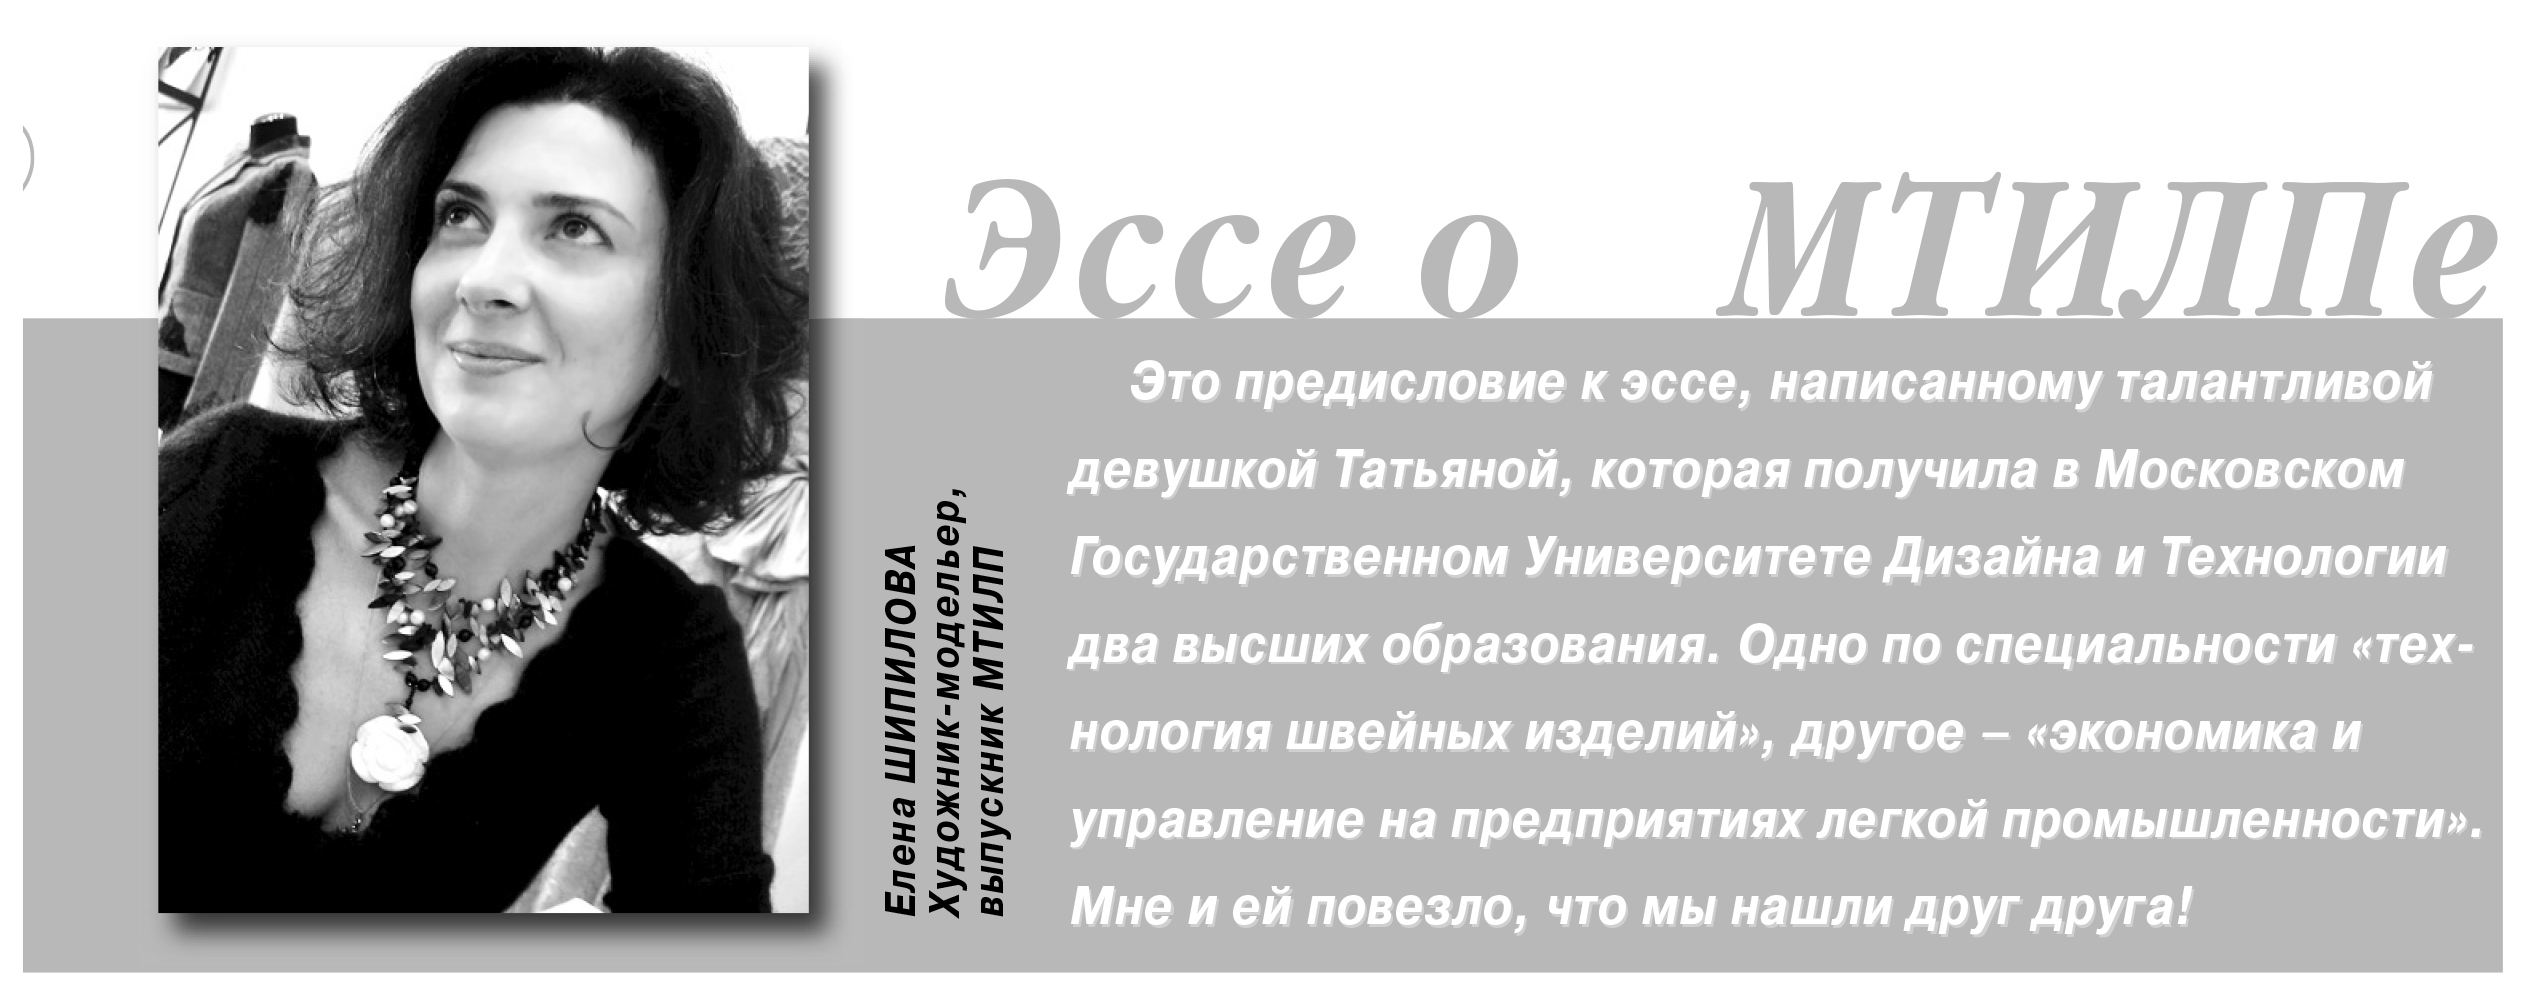 Эссе о МТИЛПе
Елена ШИПИЛОВА
Художник-модельер,
выпускник МТИЛП
Это предисловие к эссе, написанному талантливой
девушкой Татьяной, которая получила в Московском
Государственном Университете Дизайна и Технологии
два высших образования. Одно по специальности «тех-
нология швейных изделий», другое – «экономика и
управление на предприятиях легкой промышленности».
Мне и ей повезло, что мы нашли друг друга!